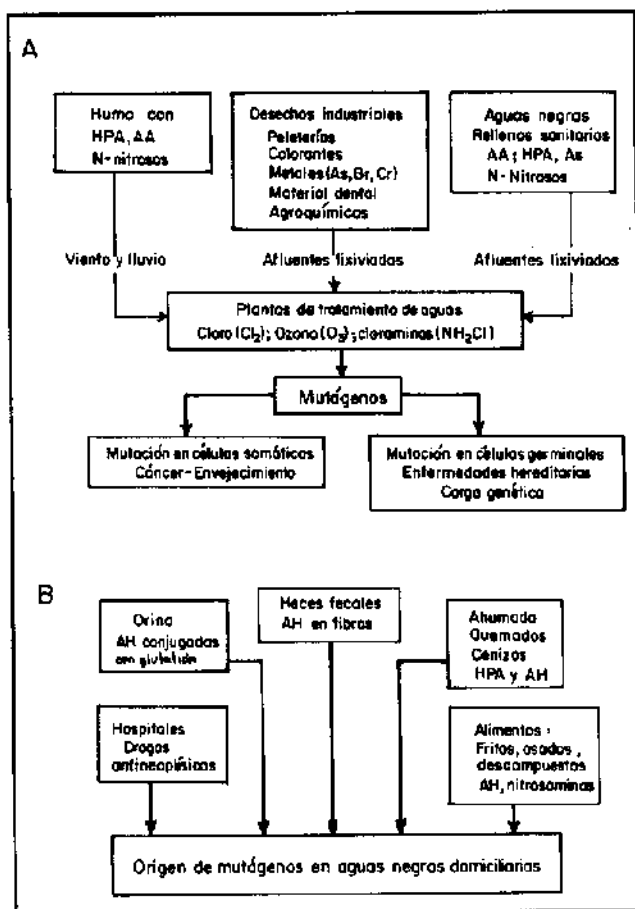 A
Humo con
HPA, AA
N-nitrosos
Desechos industriales
Peleterías
Colorantes
Metales (As, Br, Cr)
Material dental
Agroquímicos
Aguas negras
Rellenos sanitarios
AA; HPA, As
N-Nitrosos
Viento y lluvia
Afluentes lixiviadas
Afluentes lixiviados
Plantas de tratamiento de aguas
Cloro (Cl₂); Ozono (O₃); cloraminas (NH₂Cl)
Mutágenos
Mutación en células somáticas
Cáncer-Envejecimiento
Mutación en células germinales
Enfermedades hereditarias
Carga genética
B
Orina
AH conjugadas
con glutatión
Heces fecales
AH en fibras
Ahumada
Quemados
Cenizas
HPA y AH
Hospitales
Drogas
antineoplásicas
Alimentos:
Fritos, asados,
descompuestos
AH, nitrosaminas
Origen de mutágenos en aguas negras domiciliarias